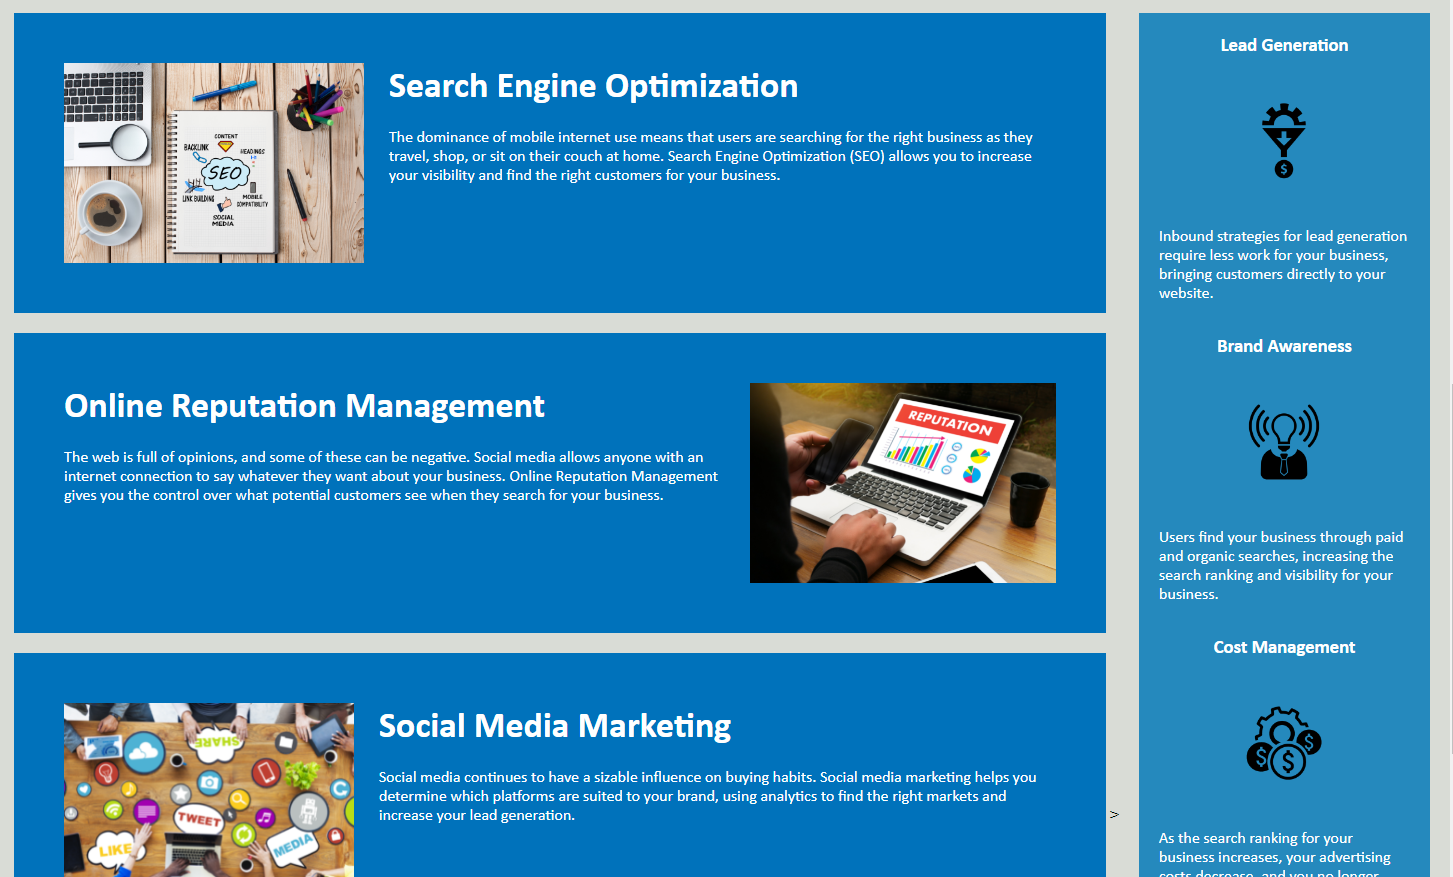 Search Engine Optimization
The dominance of mobile internet use means that users are searching for the right business as they
travel, shop, or sit on their couch at home. Search Engine Optimization (SEO) allows you to increase
your visibility and find the right customers for your business.
CONTENT
BACKLINK
HEADINGS
SEO
LINK BUILDING
MOBILE
COMPATIBILITY
SOCIAL
MEDIA
Online Reputation Management
The web is full of opinions, and some of these can be negative. Social media allows anyone with an
internet connection to say whatever they want about your business. Online Reputation Management
gives you the control over what potential customers see when they search for your business.
REPUTATION
Social Media Marketing
Social media continues to have a sizable influence on buying habits. Social media marketing helps you
determine which platforms are suited to your brand, using analytics to find the right markets and
increase your lead generation.
SHARE
TWEET
LIKE
MEDIA
>
Lead Generation
$
Inbound strategies for lead generation
require less work for your business,
bringing customers directly to your
website.
Brand Awareness
Users find your business through paid
and organic searches, increasing the
search ranking and visibility for your
business.
Cost Management
$
$
$
As the search ranking for your
business increases, your advertising
costs decrease, and you no longer